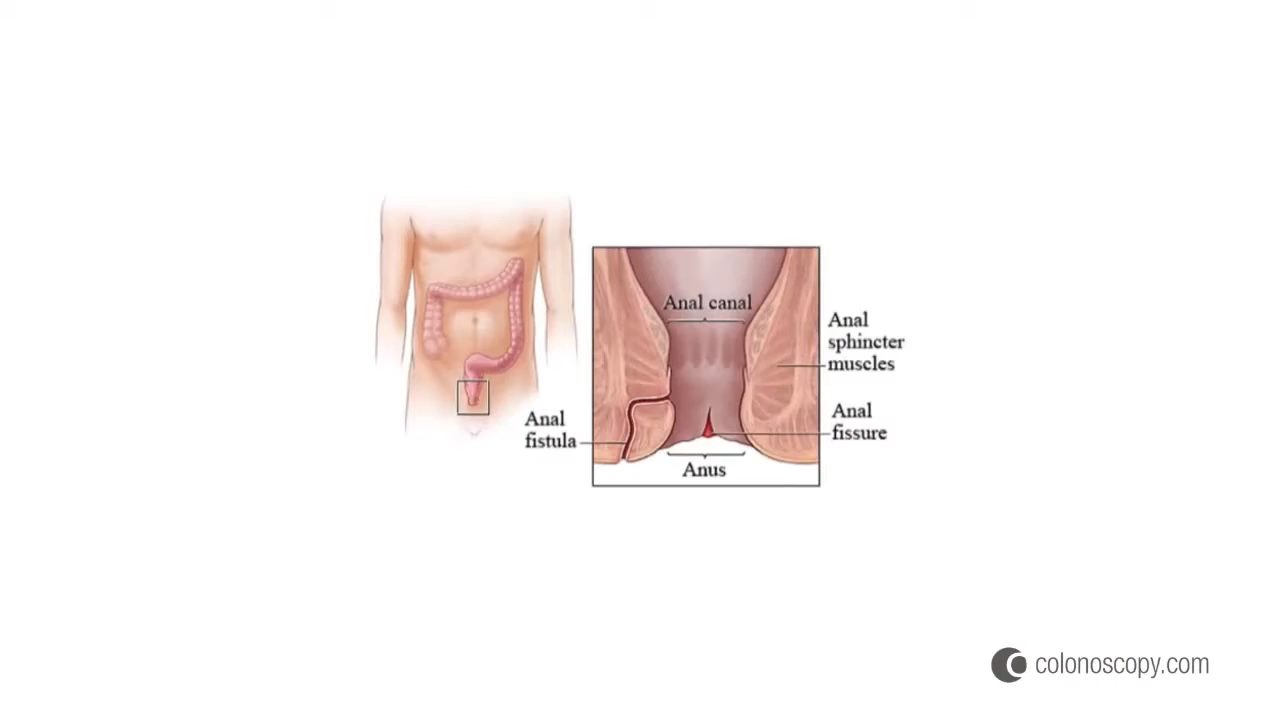 Anal canal
Anal
sphincter
muscles
Anal
fistula
Anal
fissure
Anus
colonoscopy.com